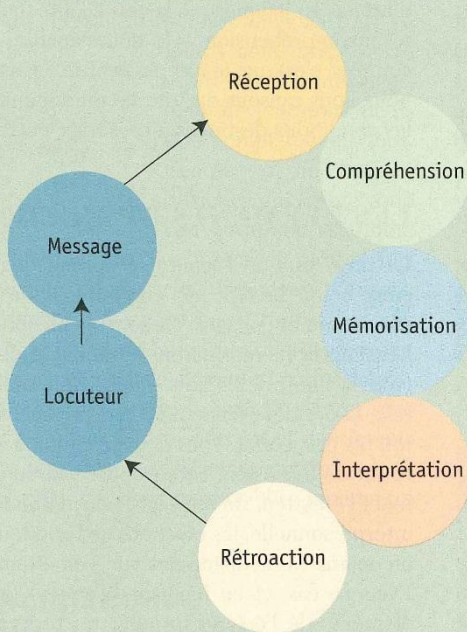 Réception
Compréhension
Message
Mémorisation
Locuteur
Interprétation
Rétroaction